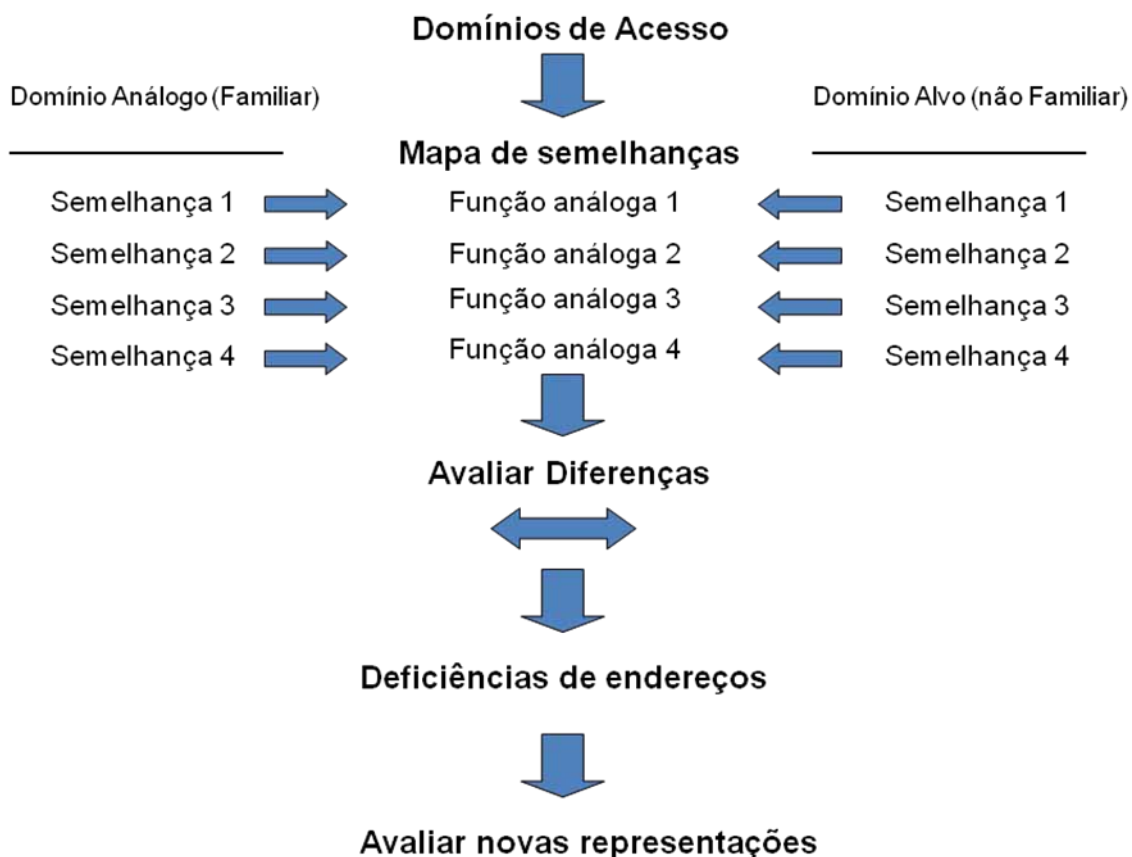 Domínios de Acesso
Domínio Análogo (Familiar)
Domínio Alvo (não Familiar)
Mapa de semelhanças
Semelhança 1
Função análoga 1
Semelhança 1
Semelhança 2
Função análoga 2
Semelhança 2
Semelhança 3
Função análoga 3
Semelhança 3
Semelhança 4
Função análoga 4
Semelhança 4
Avaliar Diferenças
Deficiências de endereços
Avaliar novas representações